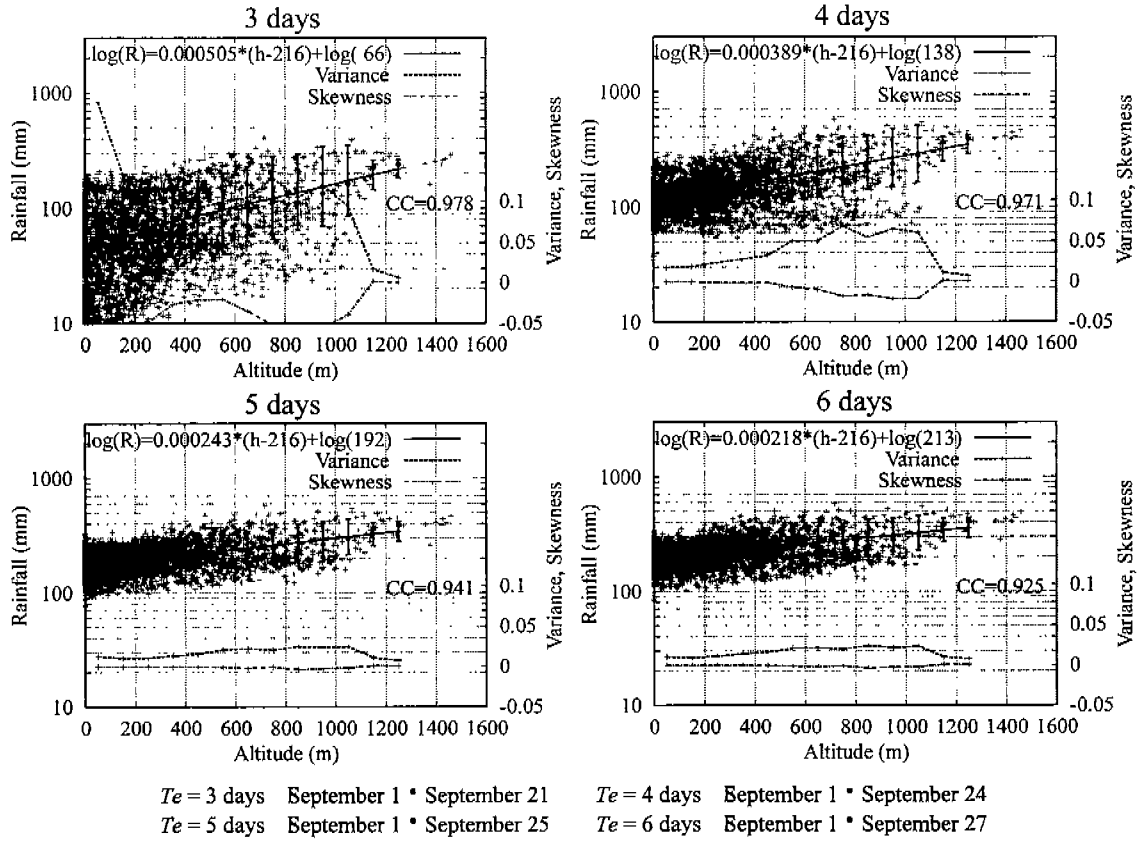 3 days
log(R)=0.000505*(h-216)+log( 66)
Variance
Skewness
1000
100
10
Rainfall (mm)
CC=0.978
0.1
0.05
0
-0.05
Variance, Skewness
0 200 400 600 800 1000 1200 1400 1600
Altitude (m)
4 days
log(R)=0.000389*(h-216)+log(138)
Variance
Skewness
1000
100
10
Rainfall (mm)
CC=0.971
0.1
0.05
0
-0.05
Variance, Skewness
0 200 400 600 800 1000 1200 1400 1600
Altitude (m)
5 days
log(R)=0.000243*(h-216)+log(192)
Variance
Skewness
1000
100
10
Rainfall (mm)
CC=0.941
0.1
0.05
0
-0.05
Variance, Skewness
0 200 400 600 800 1000 1200 1400 1600
Altitude (m)
6 days
log(R)=0.000218*(h-216)+log(213)
Variance
Skewness
1000
100
10
Rainfall (mm)
CC=0.925
0.1
0.05
0
-0.05
Variance, Skewness
0 200 400 600 800 1000 1200 1400 1600
Altitude (m)
Te = 3 days September 1 • September 21 Te = 4 days September 1 • September 24
Te = 5 days September 1 • September 25 Te = 6 days September 1 • September 27